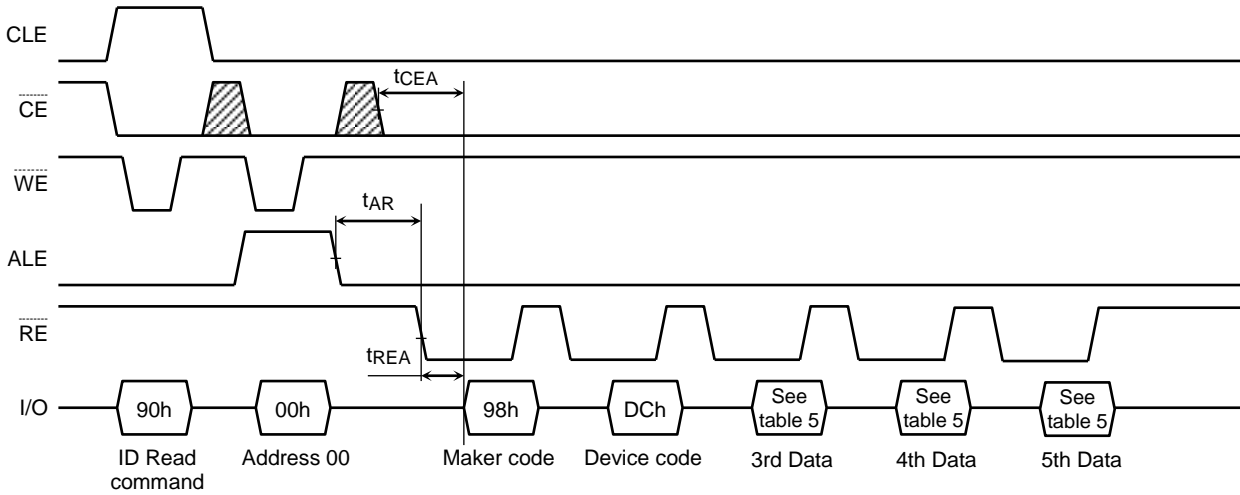 CLE
tCEA
CE
WE
tAR
ALE
RE
tREA
I/O
90h
00h
98h
DCh
See
table 5
See
table 5
See
table 5
ID Read
command
Address 00
Maker code
Device code
3rd Data
4th Data
5th Data